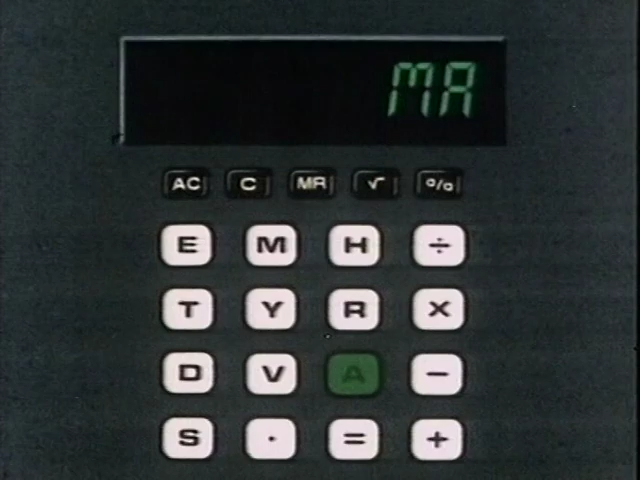 MA
AC C MR √ %
E M H ÷
T Y R X
D V A −
S . = +